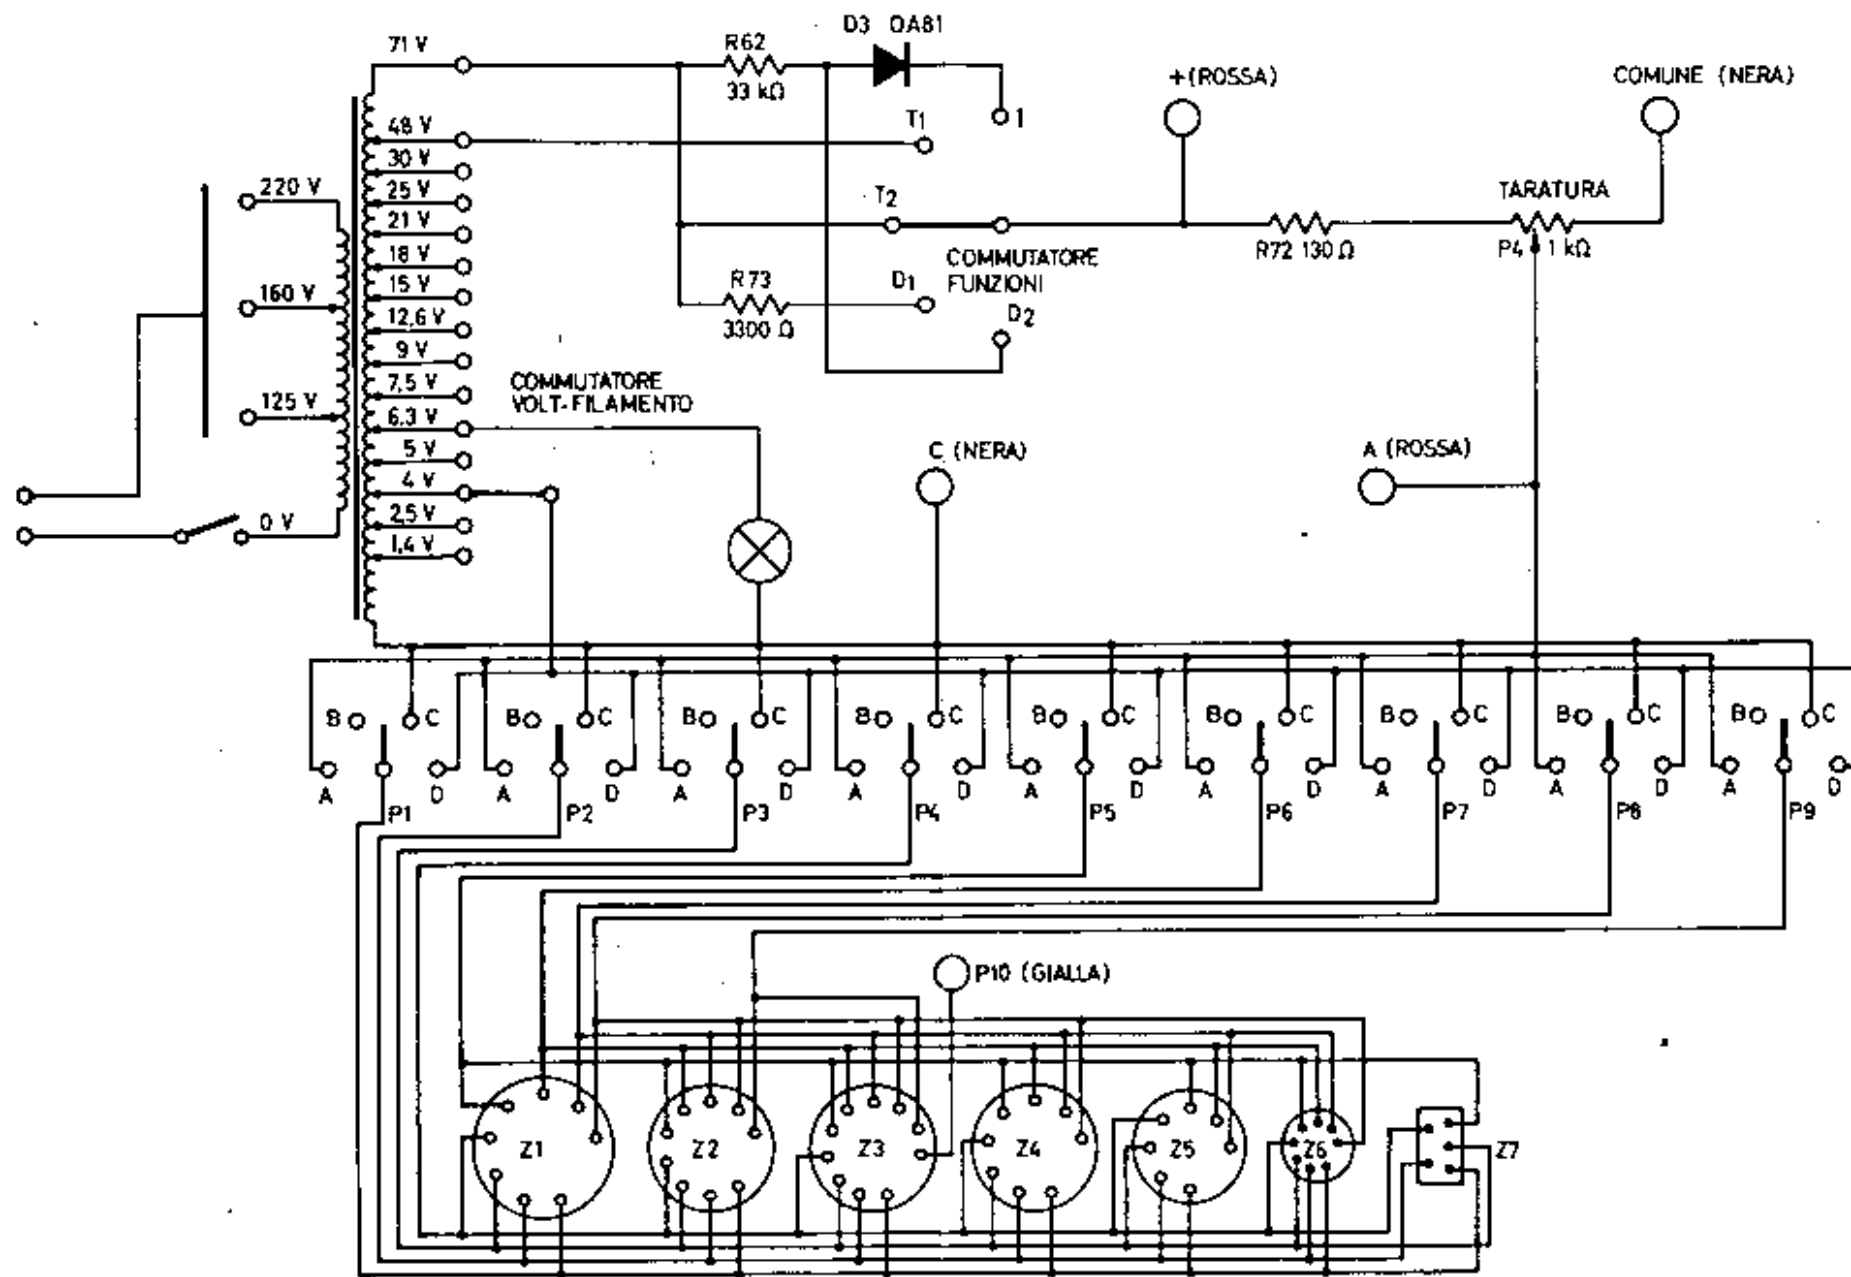 D3 OA81
71 V
R62
33 kΩ
+(ROSSA)
COMUNE (NERA)
1
T1
48 V
30 V
220 V
25 V
T2
TARATURA
21 V
R72 130 Ω
P4
1 kΩ
COMMUTATORE
FUNZIONI
18 V
R73
3300 Ω
D1
D2
160 V
15 V
12,6 V
9 V
7,5 V
COMMUTATORE
VOLT-FILAMENTO
125 V
6,3 V
5 V
C (NERA)
A (ROSSA)
4 V
2,5 V
0 V
1,4 V
B C B C B C B C B C B C B C B C B C
A D A D A D A D A D A D A D A D A D
P1 P2 P3 P4 P5 P6 P7 P8 P9
P10 (GIALLA)
Z1 Z2 Z3 Z4 Z5 Z6 Z7